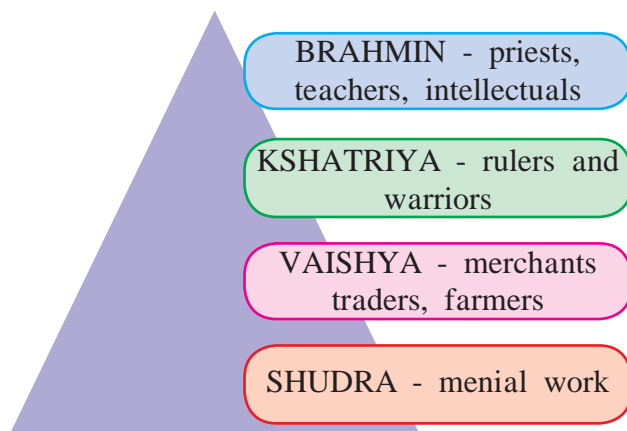 BRAHMIN - priests,
teachers, intellectuals
KSHATRIYA - rulers and
warriors
VAISHYA - merchants
traders, farmers
SHUDRA - menial work